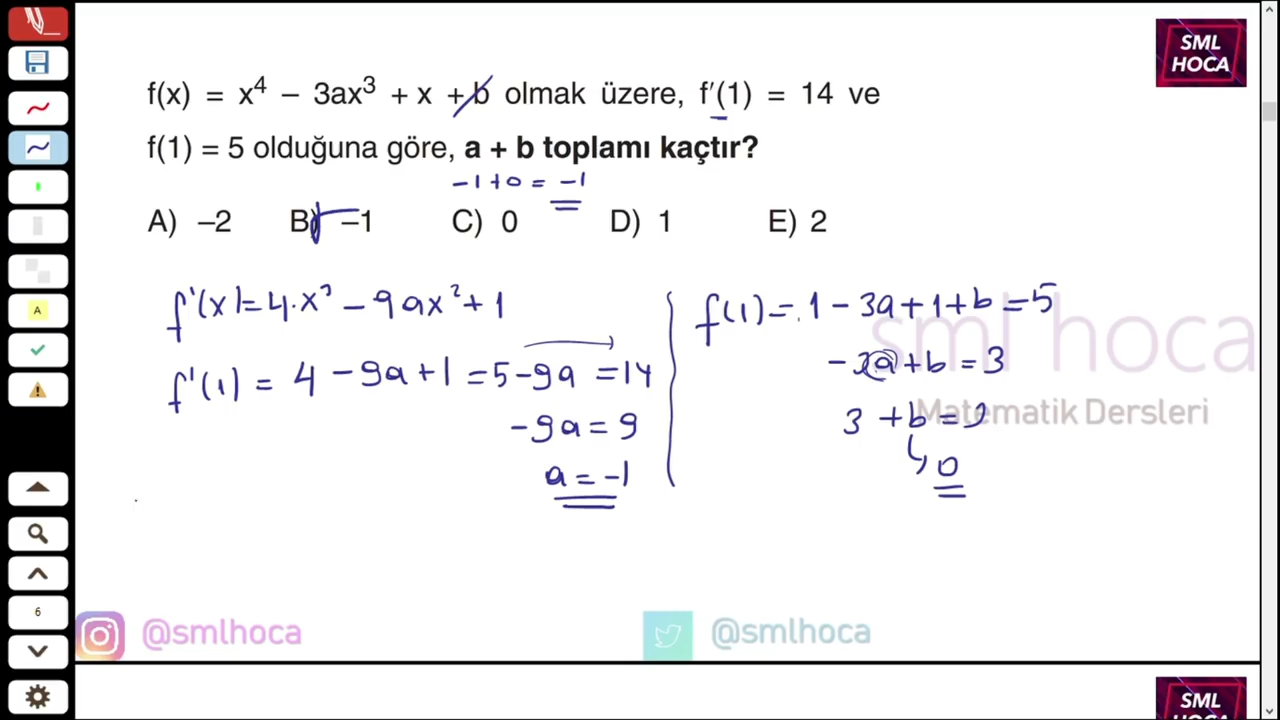 SML
HOCA
f(x) = x⁴ − 3ax³ + x + b olmak üzere, f′(1) = 14 ve
f(1) = 5 olduğuna göre, a + b toplamı kaçtır?
-1 + 0 = -1
A) –2 B) –1 C) 0 D) 1 E) 2
f'(x) = 4·x³ - 9ax² + 1
f'(1) = 4 - 9a + 1 = 5 - 9a = 14
-9a = 9
a = -1
f(1) = 1 - 3a + 1 + b = 5
-3a + b = 3
3 + b = 3
0
sml hoca
Matematik Dersleri
A
6
@smlhoca @smlhoca
SML
HOCA